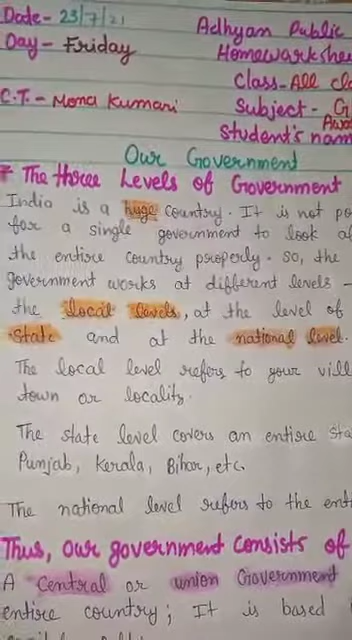 Date- 23/7/21
Adhyan Public
Day- Friday
Homeworkshee
Class-All cl
C.T.- Mona Kumari
Subject- G
Awa
Student's nam
Our Government
* The three Levels of Government
India is a huge country. It is not po
for a single government to look af
the entire country properly. So, the
government works at different levels -
the local levels, at the level of
state and at the national level.
The local level refers to your vill
town or locality.
The state level covers an entire sta
Punjab, Kerala, Bihar, etc.
The national level refers to the enti
Thus, our government consists of
A central or union Government
entire country; It is based